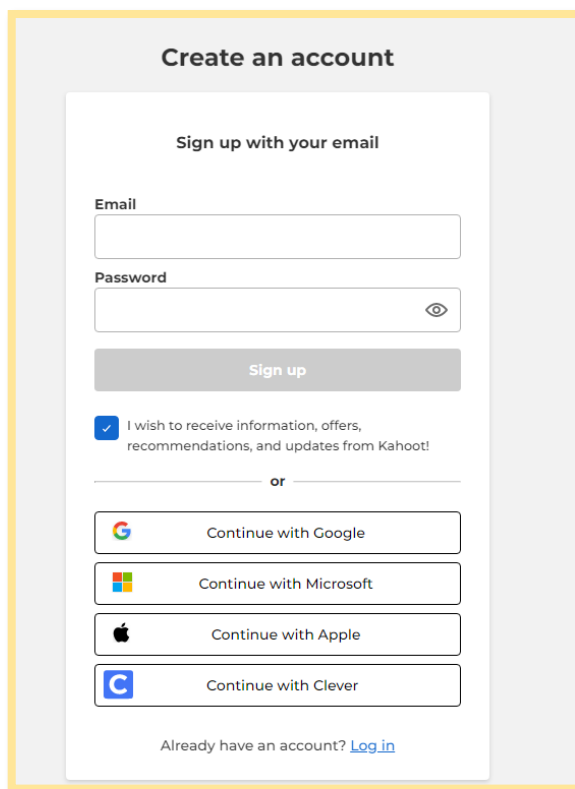 Create an account
Sign up with your email
Email
Password
Sign up
I wish to receive information, offers,
recommendations, and updates from Kahoot!
or
Continue with Google
Continue with Microsoft
Continue with Apple
Continue with Clever
Already have an account? Log in